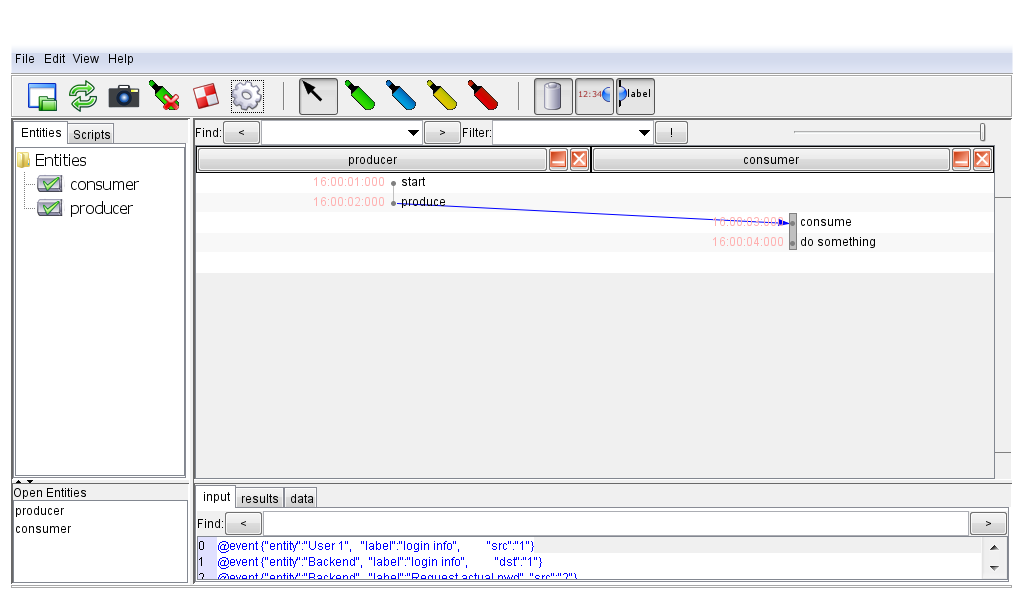 File Edit View Help
12:34 label
Entities Scripts
Find: < > Filter: !
Entities
consumer
producer
producer consumer
16:00:01:000 start
16:00:02:000 produce
16:00:03:000 consume
16:00:04:000 do something
Open Entities
producer
consumer
input results data
Find: < >
0 @event {"entity":"User 1", "label":"login info", "src":"1"}
1 @event {"entity":"Backend", "label":"login info", "dst":"1"}
2 @event {"entity":"Backend", "label":"Request actual pwd", "src":"2"}